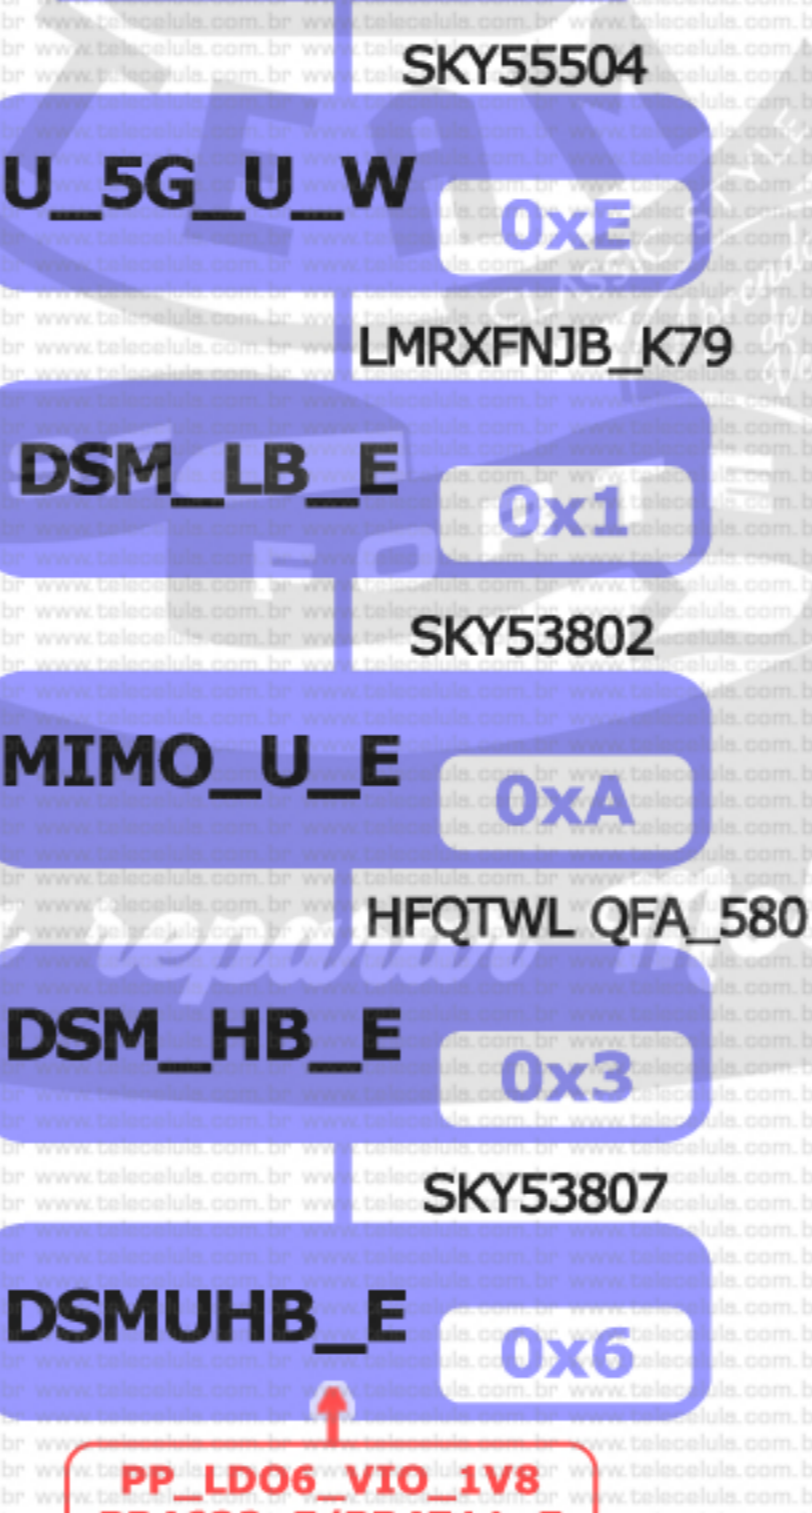 SKY55504
U_5G_U_W
0xE
LMRXFNJB_K79
DSM_LB_E
0x1
SKY53802
MIMO_U_E
0xA
HFQTWL QFA_580
DSM_HB_E
0x3
SKY53807
DSMUHB_E
0x6
PP_LDO6_VIO_1V8